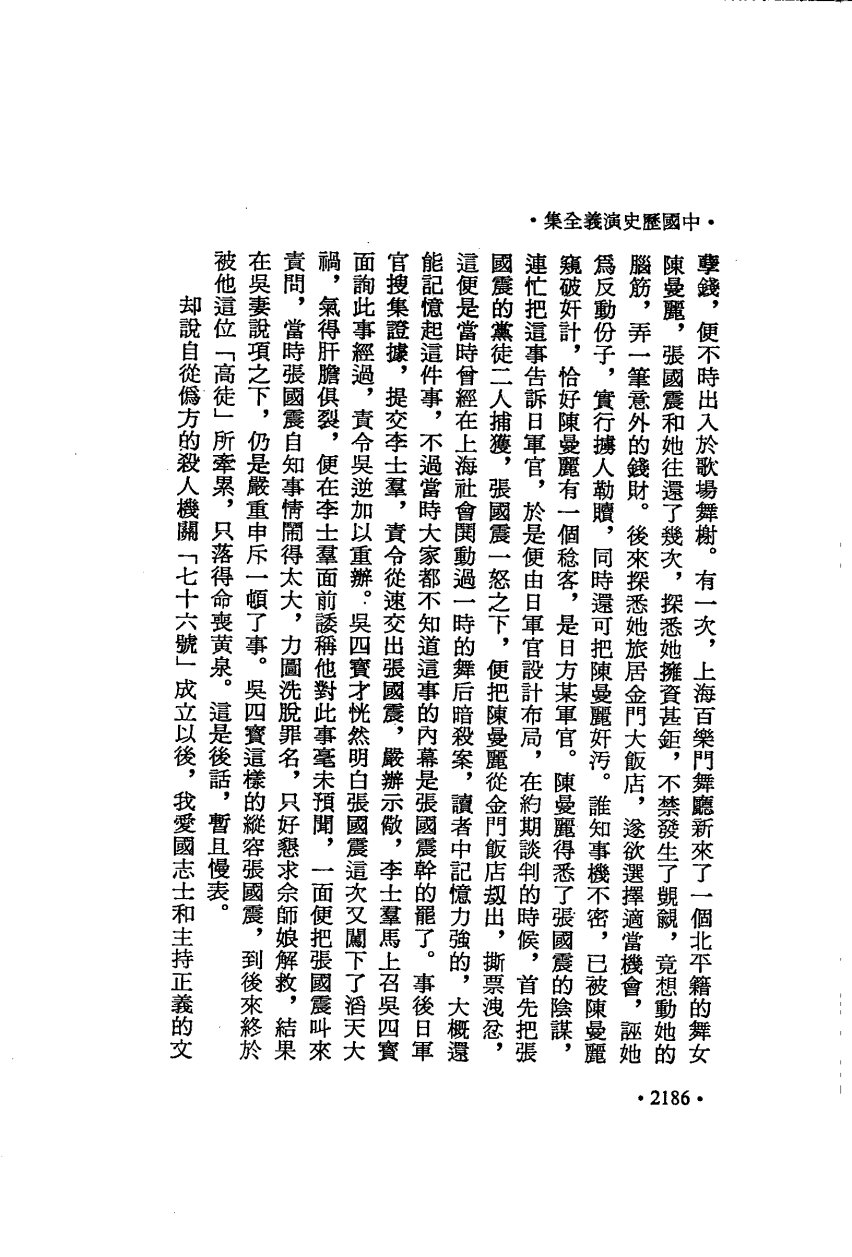 •中國歷史演義全集•
孽錢，便不時出入於歌場舞榭。有一次，上海百樂門舞廳新來了一個北平籍的舞女
陳曼麗，張國震和她往還了幾次，探悉她擁資甚鉅，不禁發生了覬覦，竟想動她的
腦筋，弄一筆意外的錢財。後來探悉她旅居金門大飯店，遂欲選擇適當機會，誣她
爲反動份子，實行擄人勒贖，同時還可把陳曼麗奸污。誰知事機不密，已被陳曼麗
窺破奸計，恰好陳曼麗有一個稔客，是日方某軍官。陳曼麗得悉了張國震的陰謀，
連忙把這事告訴日軍官，於是便由日軍官設計布局，在約期談判的時候，首先把張
國震的黨徒二人捕獲，張國震一怒之下，便把陳曼麗從金門飯店刼出，撕票洩忿，
這便是當時曾經在上海社會閧動過一時的舞后暗殺案，讀者中記憶力強的，大概還
能記憶起這件事，不過當時大家都不知道這事的內幕是張國震幹的罷了。事後日軍
官搜集證據，提交李士羣，責令從速交出張國震，嚴辦示儆，李士羣馬上召吳四寶
面詢此事經過，責令吳逆加以重辦。吳四寶才恍然明白張國震這次又闖下了滔天大
禍，氣得肝膽俱裂，便在李士羣面前諉稱他對此事毫未預聞，一面便把張國震叫來
責問，當時張國震自知事情鬧得太大，力圖洗脫罪名，只好懇求佘師娘解救，結果
在吳妻說項之下，仍是嚴重申斥一頓了事。吳四寶這樣的縱容張國震，到後來終於
被他這位「高徒」所牽累，只落得命喪黃泉。這是後話，暫且慢表。
却說自從僞方的殺人機關「七十六號」成立以後，我愛國志士和主持正義的文
•2186•